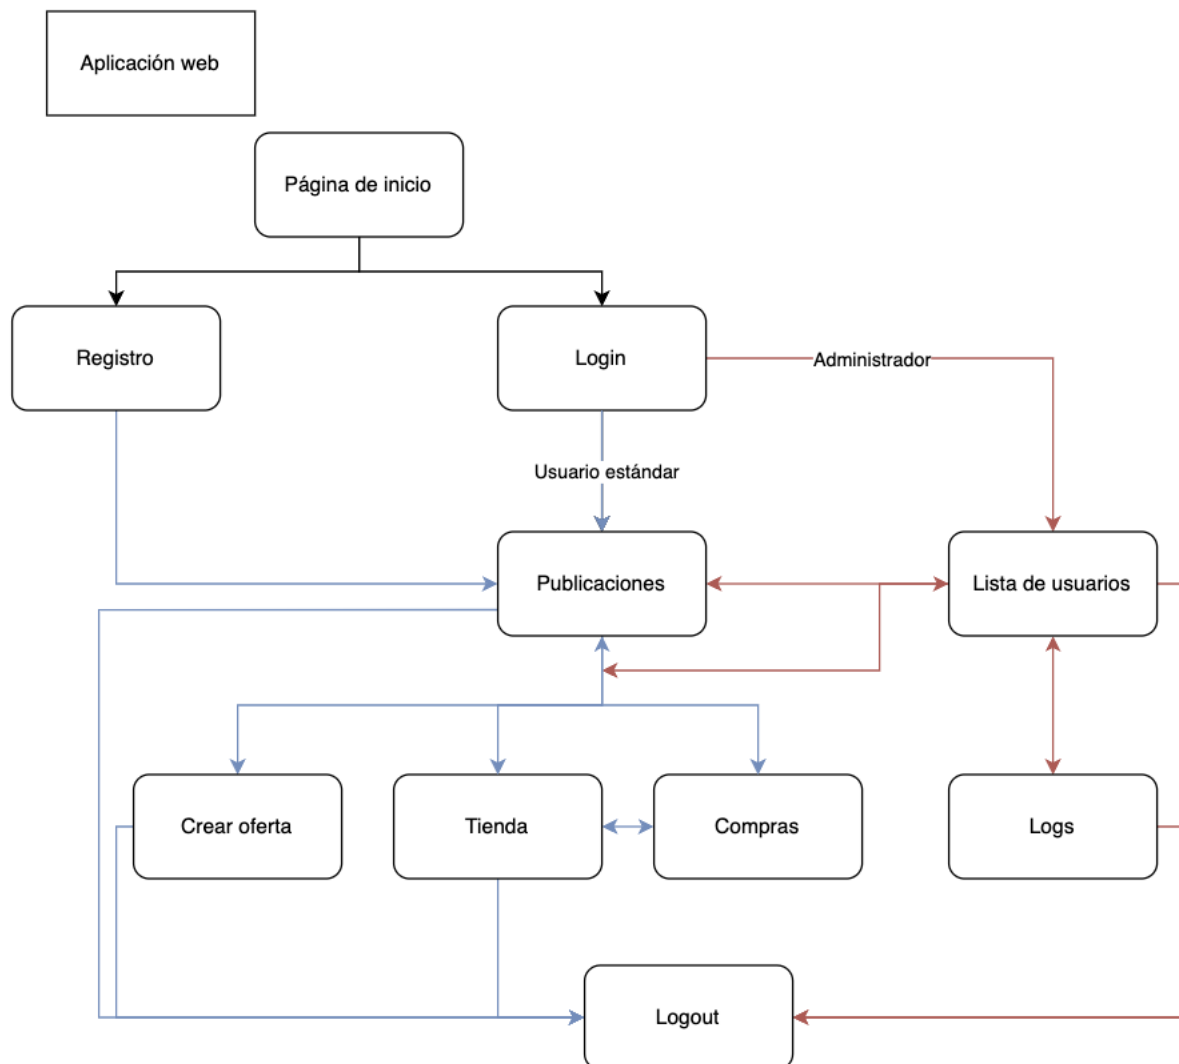 Aplicación web
Página de inicio
Registro
Login
Administrador
Usuario estándar
Publicaciones
Lista de usuarios
Crear oferta
Tienda
Compras
Logs
Logout